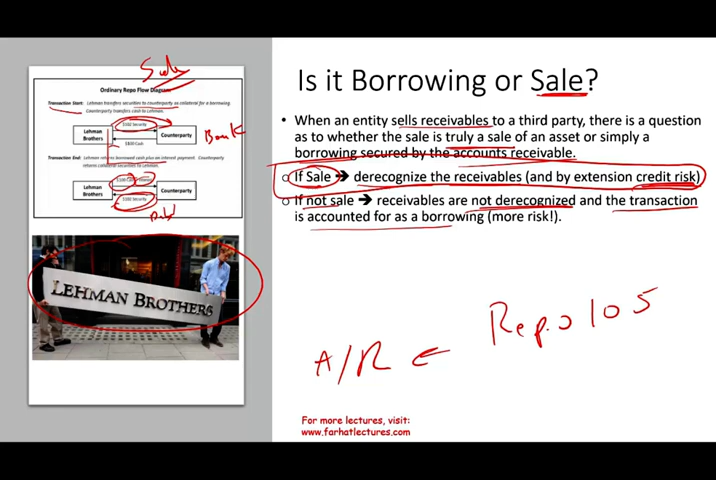 Sale
Ordinary Repo Flow Diagram
Transaction Start: Lehman transfers securities to counterparty as collateral for a borrowing
Counterparty transfers cash to Lehman.
Lehman
Brothers
Security
$100 Cash
Counterparty
Bank
Transaction End: Lehman returns borrowed cash plus an interest payment. Counterparty
returns collateral securities to Lehman.
Lehman
Brothers
Security
Counterparty
LEHMAN BROTHERS
Is it Borrowing or Sale?
• When an entity sells receivables to a third party, there is a question
as to whether the sale is truly a sale of an asset or simply a
borrowing secured by the accounts receivable.
o If Sale → derecognize the receivables (and by extension credit risk)
o If not sale → receivables are not derecognized and the transaction
is accounted for as a borrowing (more risk!).
Repo 105
A/R ←
For more lectures, visit:
www.farhatlectures.com